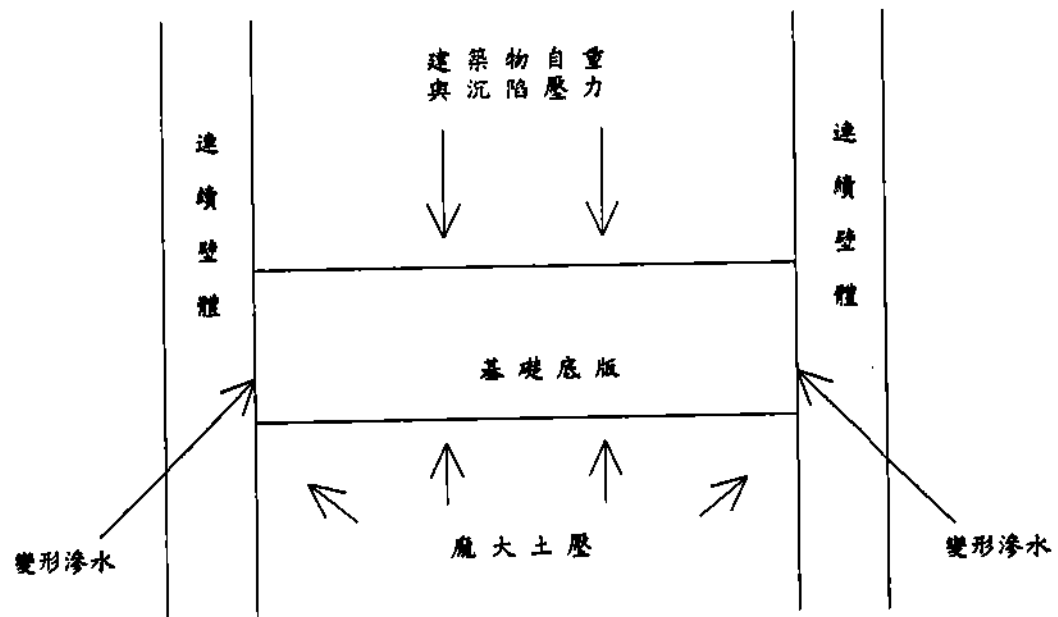 建築物自重
與沉陷壓力
連續壁體
連續壁體
基礎底版
龐大土壓
變形滲水
變形滲水